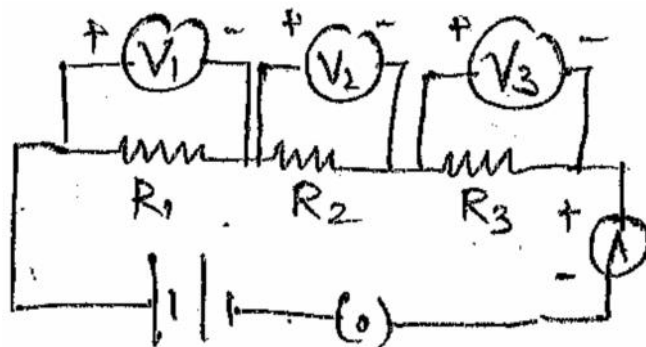 + V1 - + V2 - + V3 -
R1 R2 R3 +
A
-